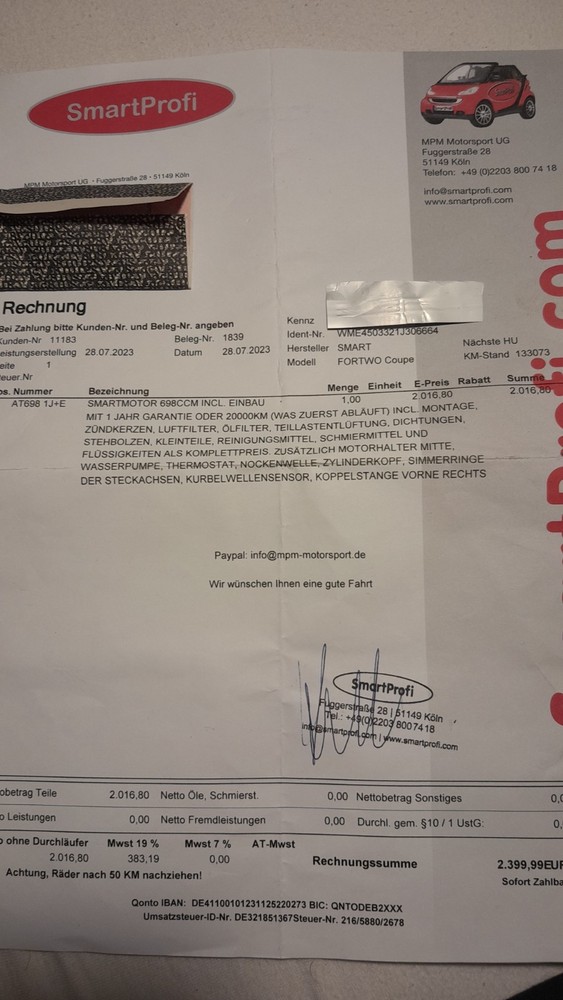 SmartProfi
MPM Motorsport UG
Fuggerstraße 28
51149 Köln
Telefon: +49 (0)2203 800 74 18
info@smartprofi.com
www.smartprofi.com
MPM Motorsport UG - Fuggerstraße 28 - 51149 Köln
Rechnung
Bei Zahlung bitte Kunden-Nr. und Beleg-Nr. angeben
Kunden-Nr 11183 Beleg-Nr. 1839
eistungserstellung 28.07.2023 Datum 28.07.2023
eite 1
euer.Nr
Kennz
Ident-Nr. WME4503321J306664
Hersteller SMART Nächste HU
Modell FORTWO Coupe KM-Stand 133073
os. Nummer Bezeichnung Menge Einheit E-Preis Rabatt Summe
AT698 1J+E SMARTMOTOR 698CCM INCL. EINBAU 1,00 2.016,80 2.016,80
MIT 1 JAHR GARANTIE ODER 20000KM (WAS ZUERST ABLÄUFT) INCL. MONTAGE,
ZÜNDKERZEN, LUFTFILTER, ÖLFILTER, TEILLASTENTLÜFTUNG, DICHTUNGEN,
STEHBOLZEN, KLEINTEILE, REINIGUNGSMITTEL, SCHMIERMITTEL UND
FLÜSSIGKEITEN ALS KOMPLETTPREIS. ZUSÄTZLICH MOTORHALTER MITTE,
WASSERPUMPE, THERMOSTAT, NOCKENWELLE, ZYLINDERKOPF, SIMMERRINGE
DER STECKACHSEN, KURBELWELLENSENSOR, KOPPELSTANGE VORNE RECHTS
Paypal: info@mpm-motorsport.de
Wir wünschen Ihnen eine gute Fahrt
SmartProfi
Fuggerstraße 28 | 51149 Köln
Tel.: +49(0)2203 8007418
info@smartprofi.com | www.smartprofi.com
obetrag Teile 2.016,80 Netto Öle, Schmierst. 0,00 Nettobetrag Sonstiges 0,
o Leistungen 0,00 Netto Fremdleistungen 0,00 Durchl. gem. §10 / 1 UstG: 0,
o ohne Durchläufer Mwst 19 % Mwst 7 % AT-Mwst
2.016,80 383,19 0,00 Rechnungssumme 2.399,99EUR
Achtung, Räder nach 50 KM nachziehen! Sofort Zahlba
Qonto IBAN: DE41100101231125220273 BIC: QNTODEB2XXX
Umsatzsteuer-ID-Nr. DE321851367Steuer-Nr. 216/5880/2678